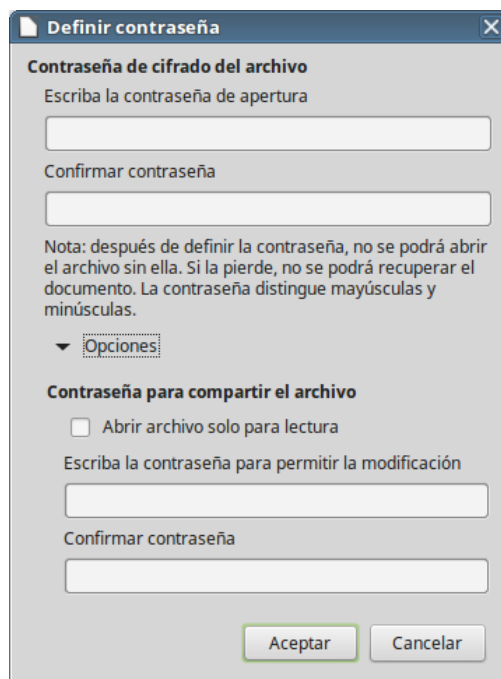 Definir contraseña
Contraseña de cifrado del archivo
Escriba la contraseña de apertura
Confirmar contraseña
Nota: después de definir la contraseña, no se podrá abrir
el archivo sin ella. Si la pierde, no se podrá recuperar el
documento. La contraseña distingue mayúsculas y
minúsculas.
Opciones
Contraseña para compartir el archivo
Abrir archivo solo para lectura
Escriba la contraseña para permitir la modificación
Confirmar contraseña
Aceptar Cancelar